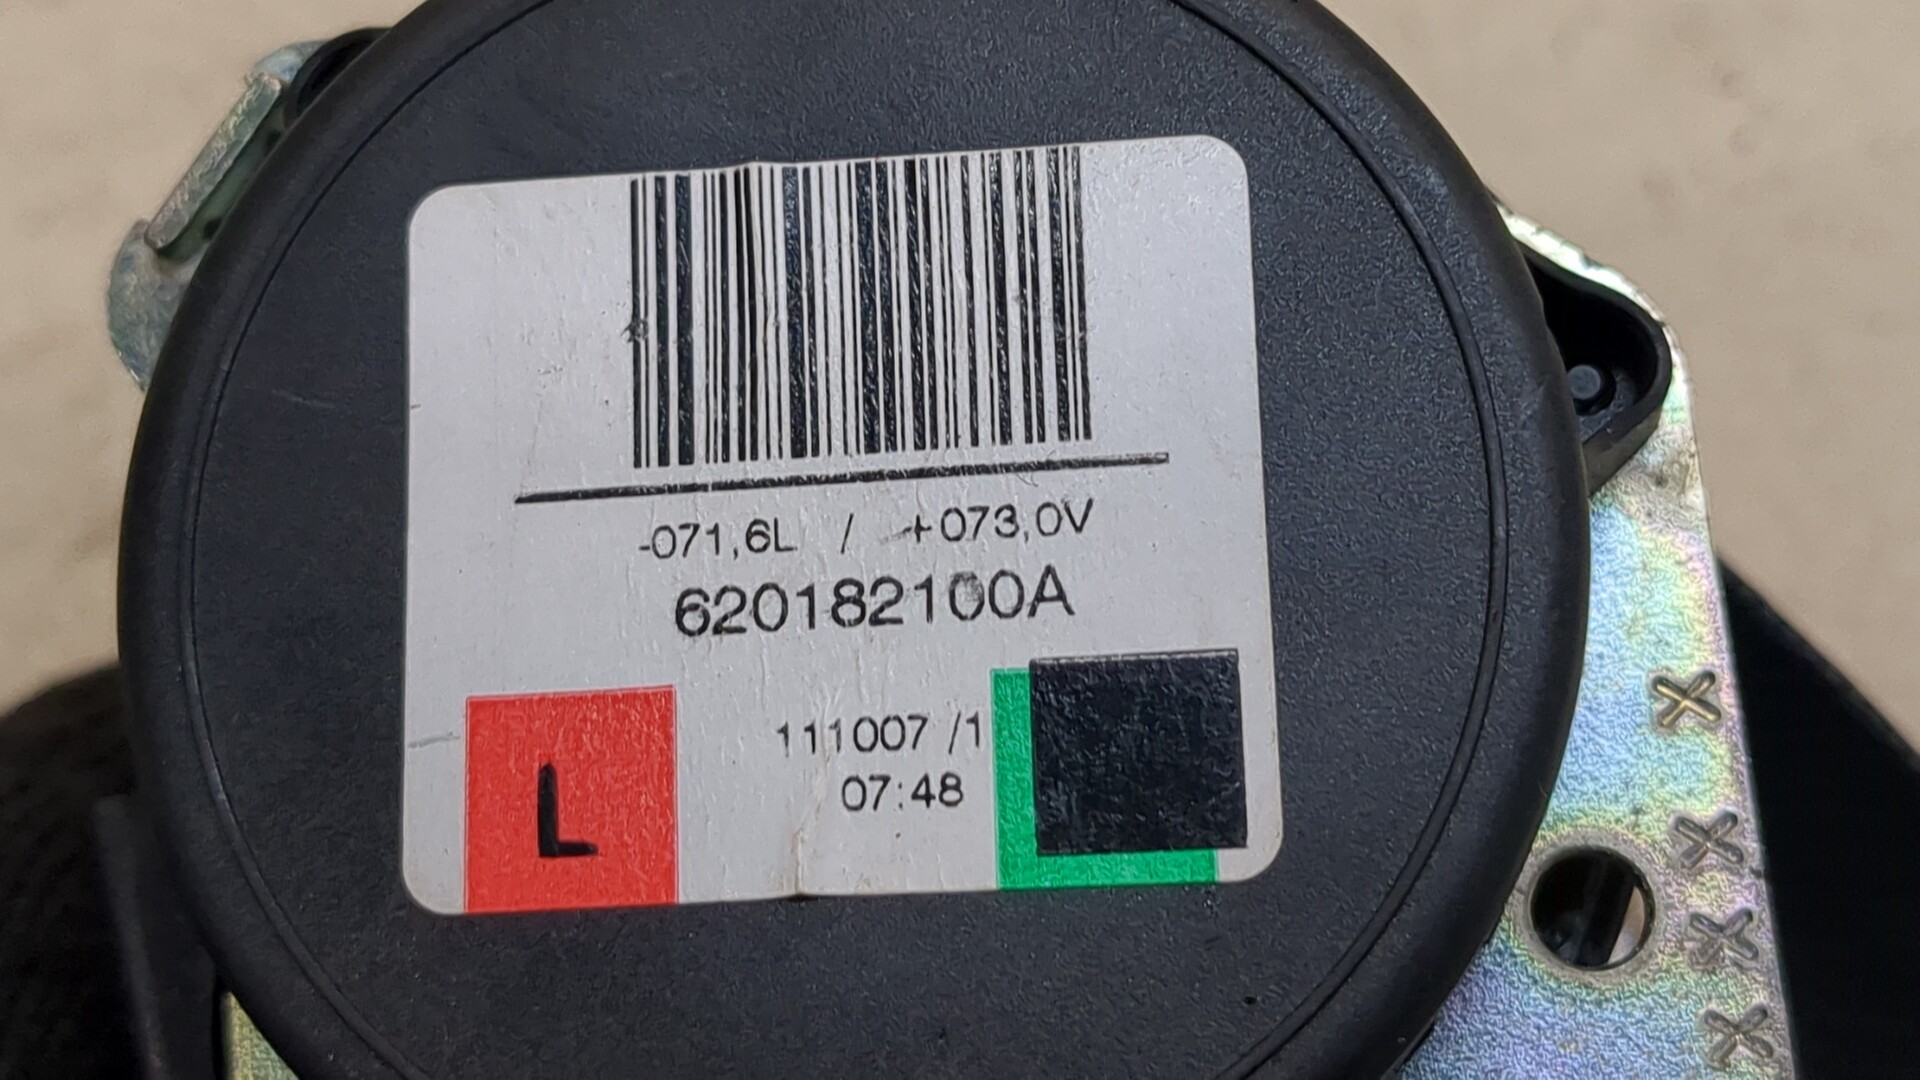 -071,6L / +073,0V
620182100A
111007 /1
07:48
L